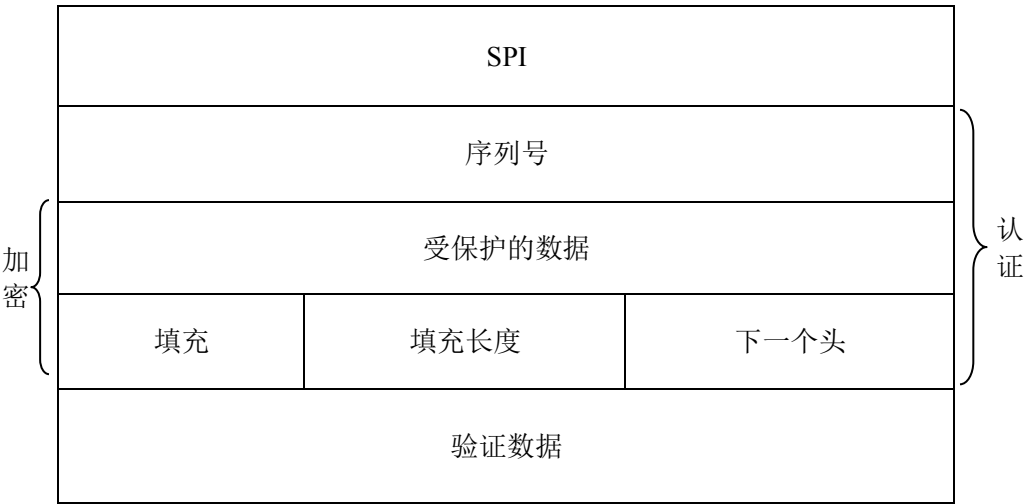 SPI
序列号
受保护的数据
加
密
认
证
填充 填充长度 下一个头
验证数据